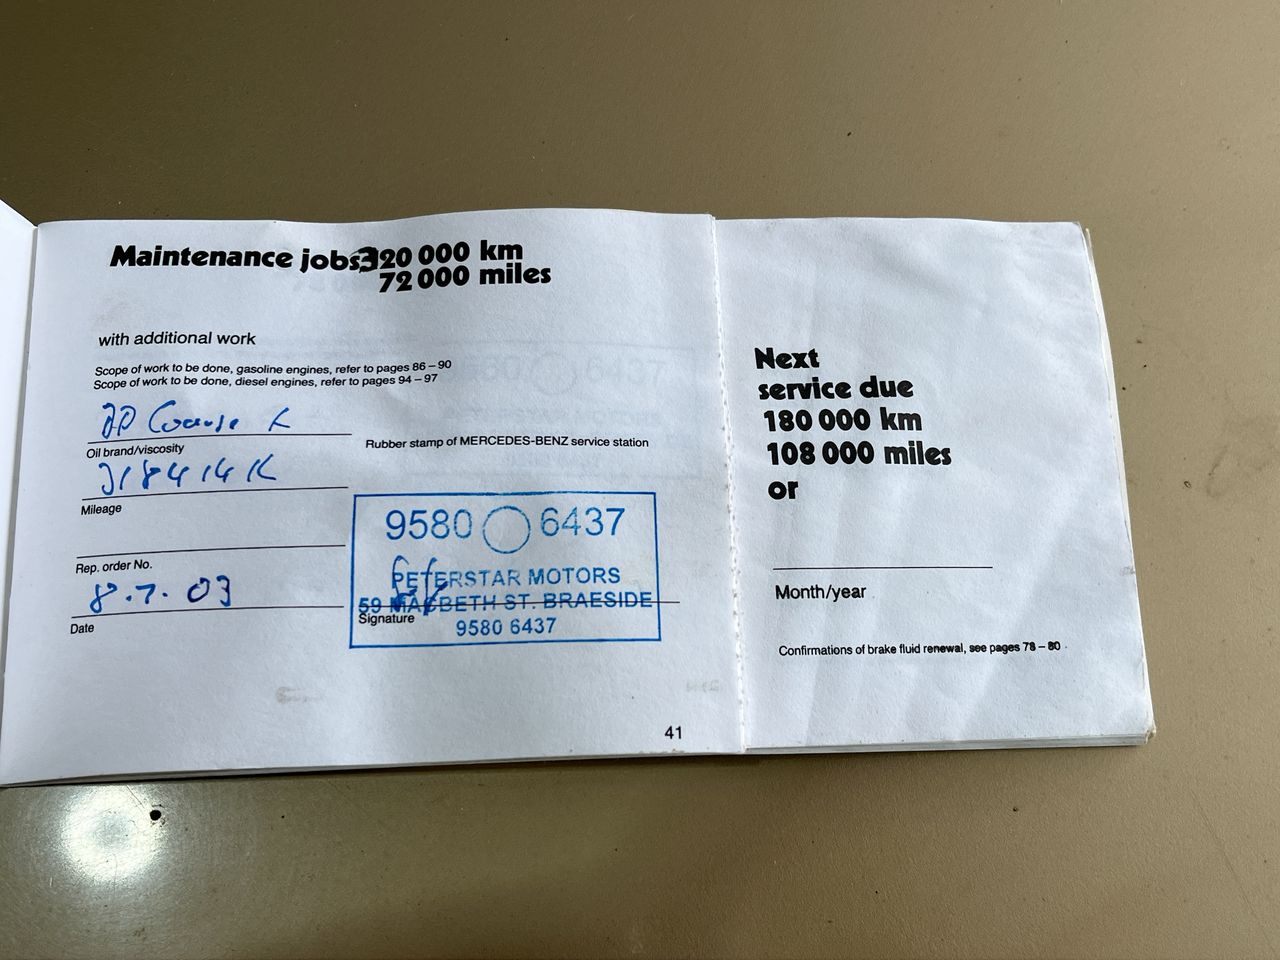 Maintenance jobs 320 000 km
72 000 miles
with additional work
Scope of work to be done, gasoline engines, refer to pages 86 – 90
Scope of work to be done, diesel engines, refer to pages 94 – 97
Oil brand/viscosity
318414 K
Mileage
Rep. order No.
8.7.03
Date
Rubber stamp of MERCEDES-BENZ service station
9580 6437
PETERSTAR MOTORS
59 MACBETH ST. BRAESIDE
Signature
9580 6437
41
Next
service due
180 000 km
108 000 miles
or
Month/year
Confirmations of brake fluid renewal, see pages 78 – 80